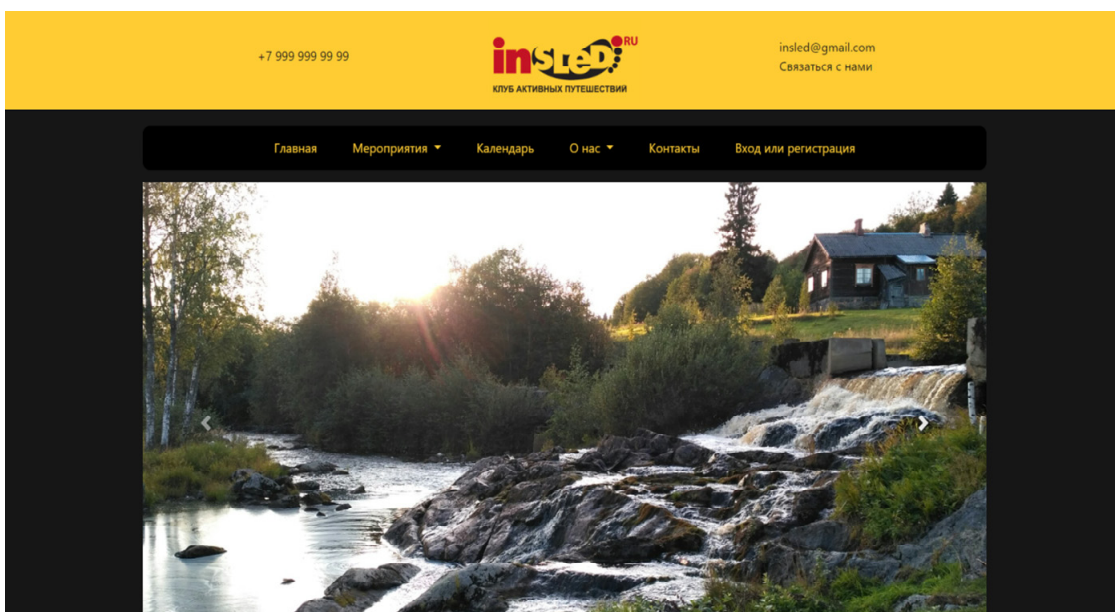 +7 999 999 99 99
insled.RU
КЛУБ АКТИВНЫХ ПУТЕШЕСТВИЙ
insled@gmail.com
Связаться с нами
Главная Мероприятия Календарь О нас Контакты Вход или регистрация